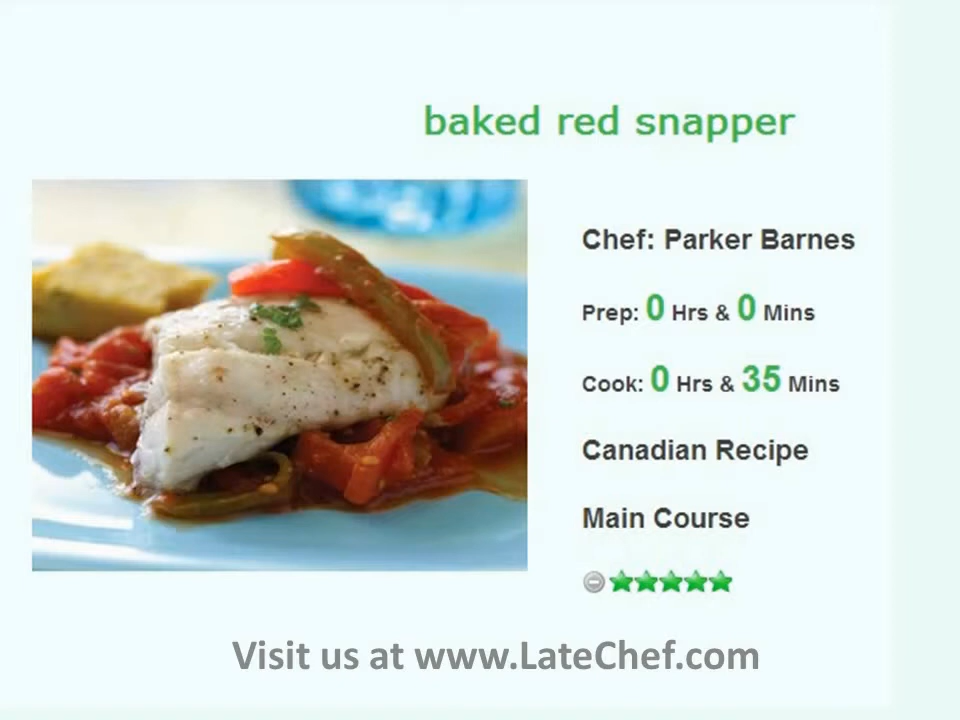 baked red snapper
Chef: Parker Barnes
Prep: 0 Hrs & 0 Mins
Cook: 0 Hrs & 35 Mins
Canadian Recipe
Main Course
Visit us at www.LateChef.com